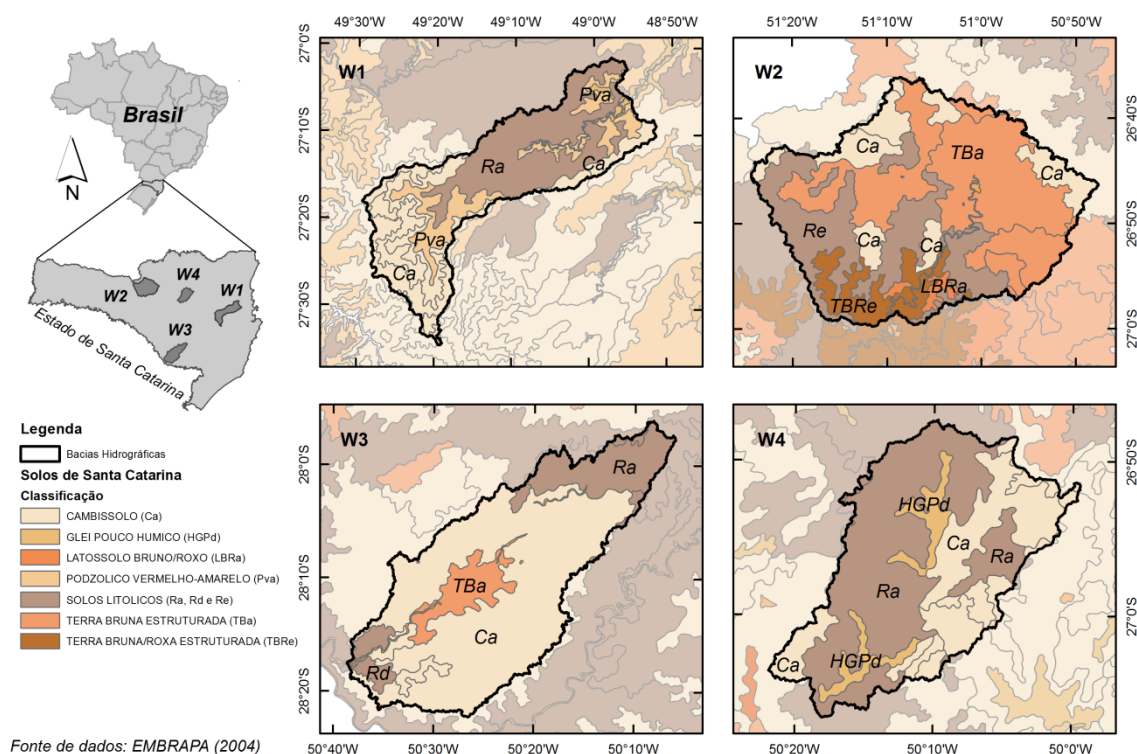 Brasil
N
W4
W1
W2
W3
Estado de Santa Catarina
Legenda
Bacias Hidrográficas
Solos de Santa Catarina
Classificação
CAMBISSOLO (Ca)
GLEI POUCO HUMICO (HGPd)
LATOSSOLO BRUNO/ROXO (LBRa)
PODZOLICO VERMELHO-AMARELO (Pva)
SOLOS LITOLICOS (Ra, Rd e Re)
TERRA BRUNA ESTRUTURADA (TBa)
TERRA BRUNA/ROXA ESTRUTURADA (TBRe)
Fonte de dados: EMBRAPA (2004)
49°30'W 49°20'W 49°0'W 48°50'W
27°0'S
27°10'S
27°20'S
27°30'S
W1
Pva
Ca
Ra
Pva
Ca
51°20'W 51°10'W 51°0'W 50°50'W
26°40'S
26°50'S
27°0'S
W2
Ca
TBa
Ca
Re
Ca
Ca
LBRa
TBRe
W3
28°0'S
28°10'S
28°20'S
Ra
TBa
Ca
Rd
50°40'W 50°30'W 50°20'W 50°10'W
W4
26°50'S
27°0'S
HGPd
Ca
Ra
Ra
HGPd
Ca
50°20'W 50°10'W 50°0'W